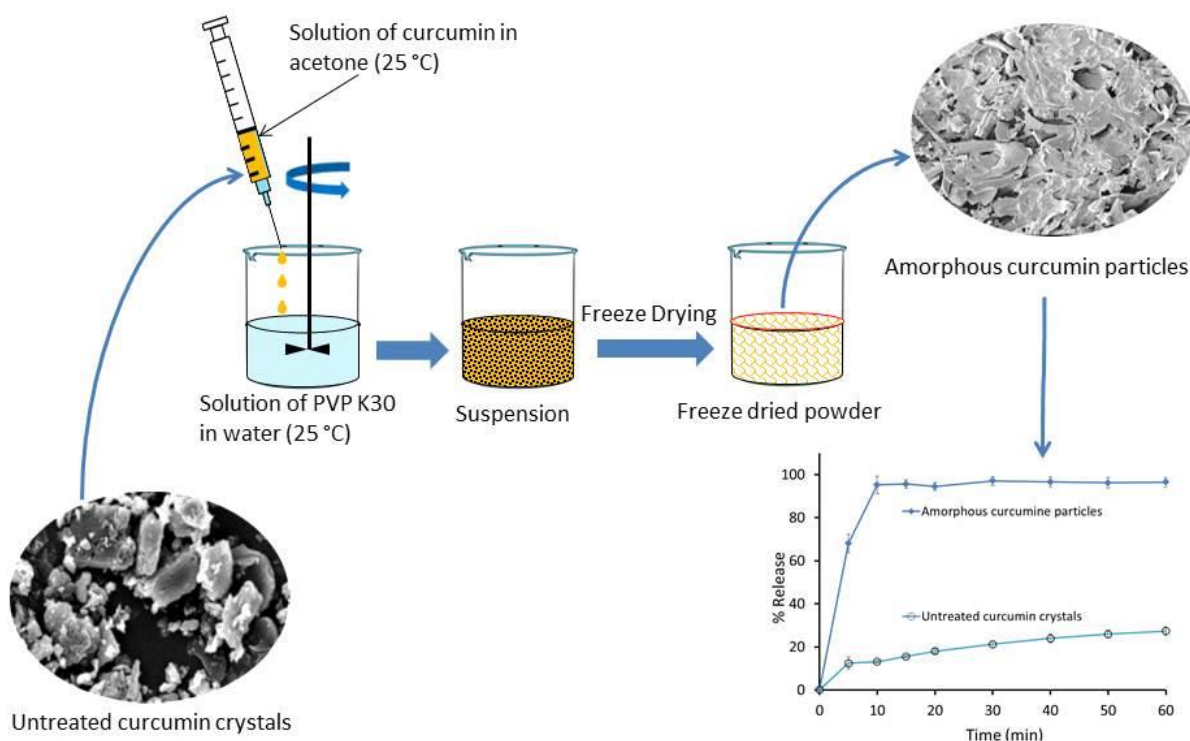 Solution of curcumin in
acetone (25 °C)
Solution of PVP K30
in water (25 °C)
Suspension
Freeze Drying
Freeze dried powder
Amorphous curcumin particles
Untreated curcumin crystals
% Release
100
80
60
40
20
0
Amorphous curcumine particles
Untreated curcumin crystals
0 10 20 30 40 50 60
Time (min)